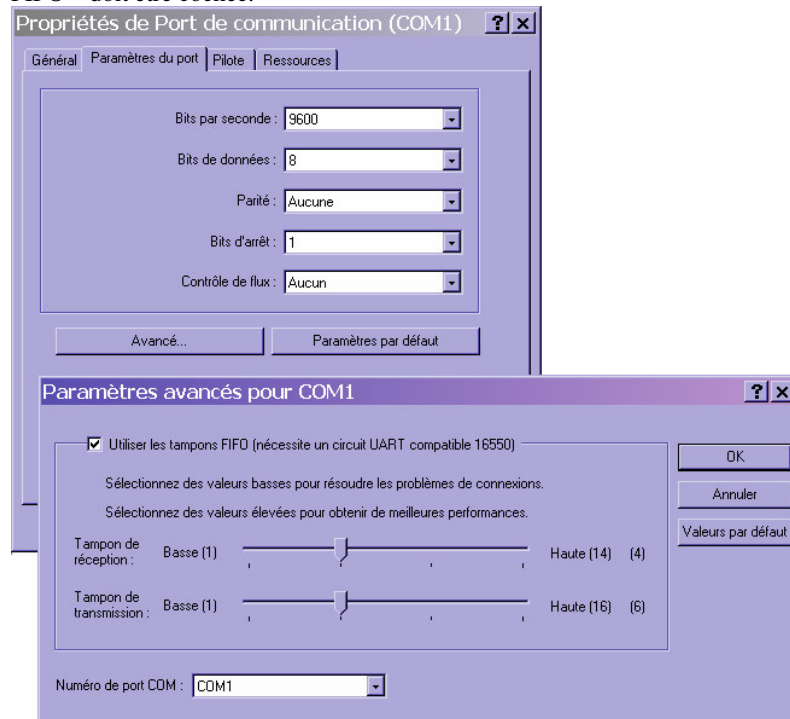 FIFO » doit être cochée.
Propriétés de Port de communication (COM1)
Général Paramètres du port Pilote Ressources
Bits par seconde : 9600
Bits de données : 8
Parité : Aucune
Bits d'arrêt : 1
Contrôle de flux : Aucun
Avancé... Paramètres par défaut
Paramètres avancés pour COM1
Utiliser les tampons FIFO (nécessite un circuit UART compatible 16550)
OK
Sélectionnez des valeurs basses pour résoudre les problèmes de connexions.
Annuler
Sélectionnez des valeurs élevées pour obtenir de meilleures performances.
Valeurs par défaut
Tampon de
réception : Basse (1) Haute (14) (4)
Tampon de
transmission : Basse (1) Haute (16) (6)
Numéro de port COM : COM1